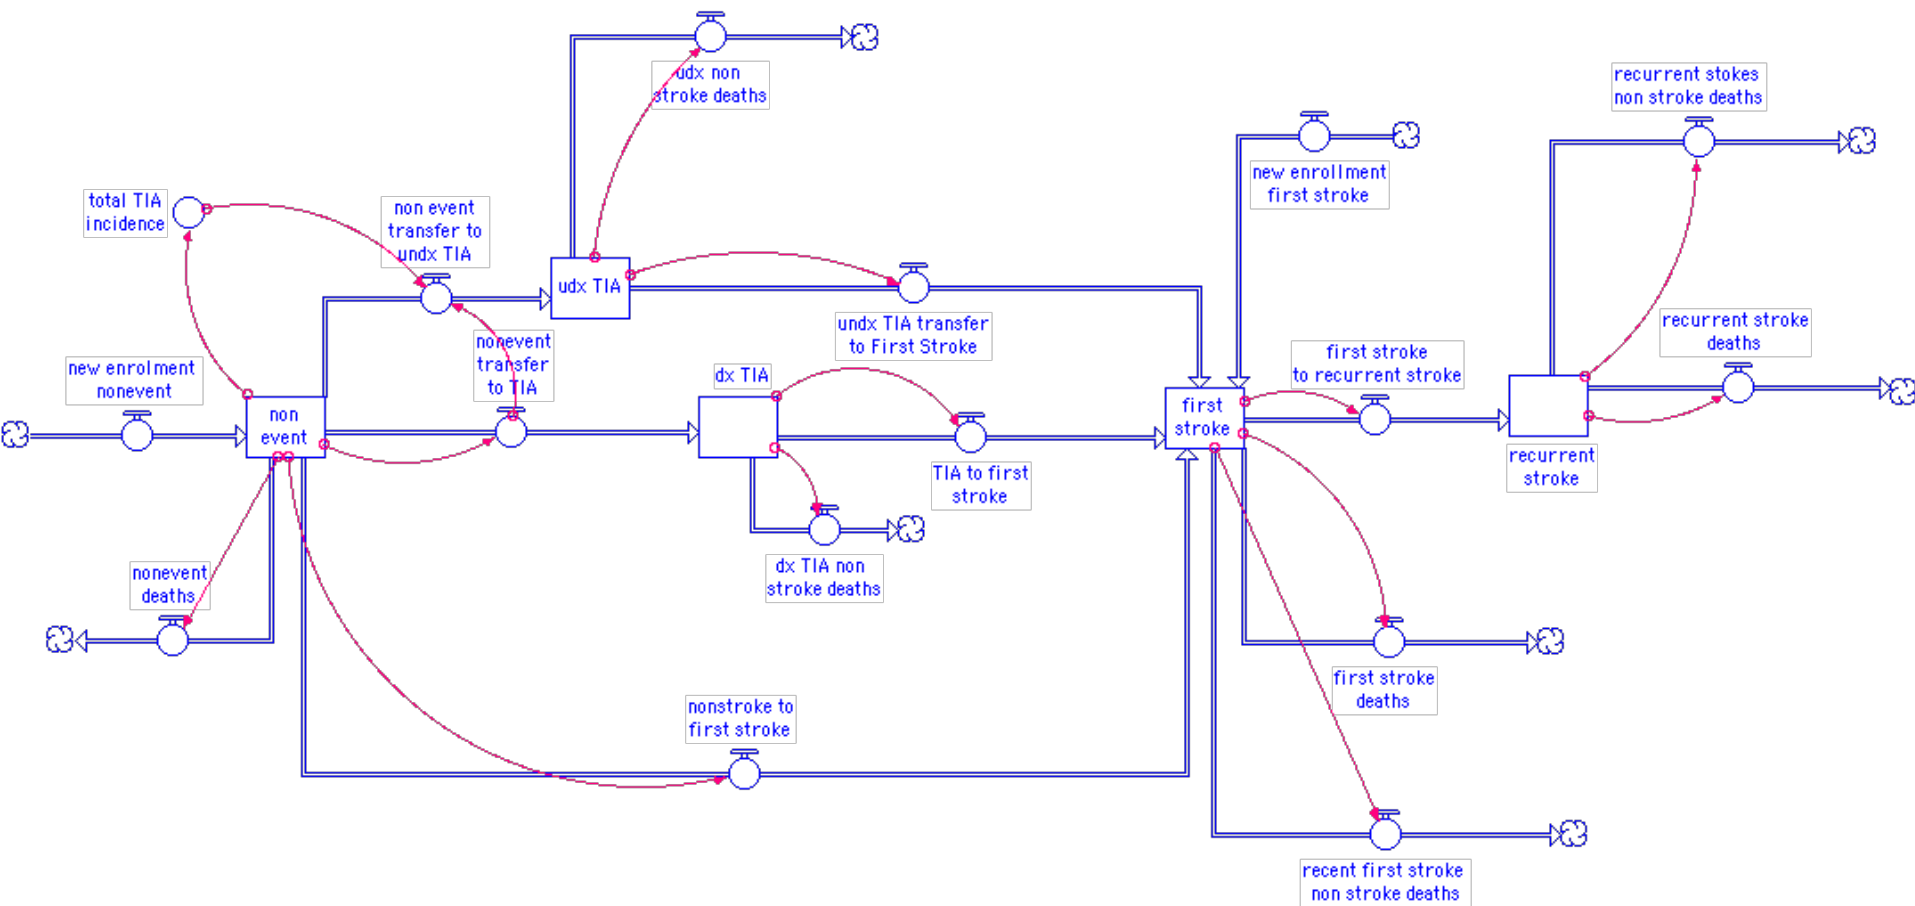 udx non
stroke deaths
recurrent stokes
non stroke deaths
new enrollment
first stroke
total TIA
incidence
non event
transfer to
undx TIA
udx TIA
undx TIA transfer
to First Stroke
recurrent stroke
deaths
nonevent
transfer
to TIA
new enrolment
nonevent
first stroke
to recurrent stroke
dx TIA
non
event
first
stroke
TIA to first
stroke
recurrent
stroke
dx TIA non
stroke deaths
nonevent
deaths
first stroke
deaths
nonstroke to
first stroke
recent first stroke
non stroke deaths